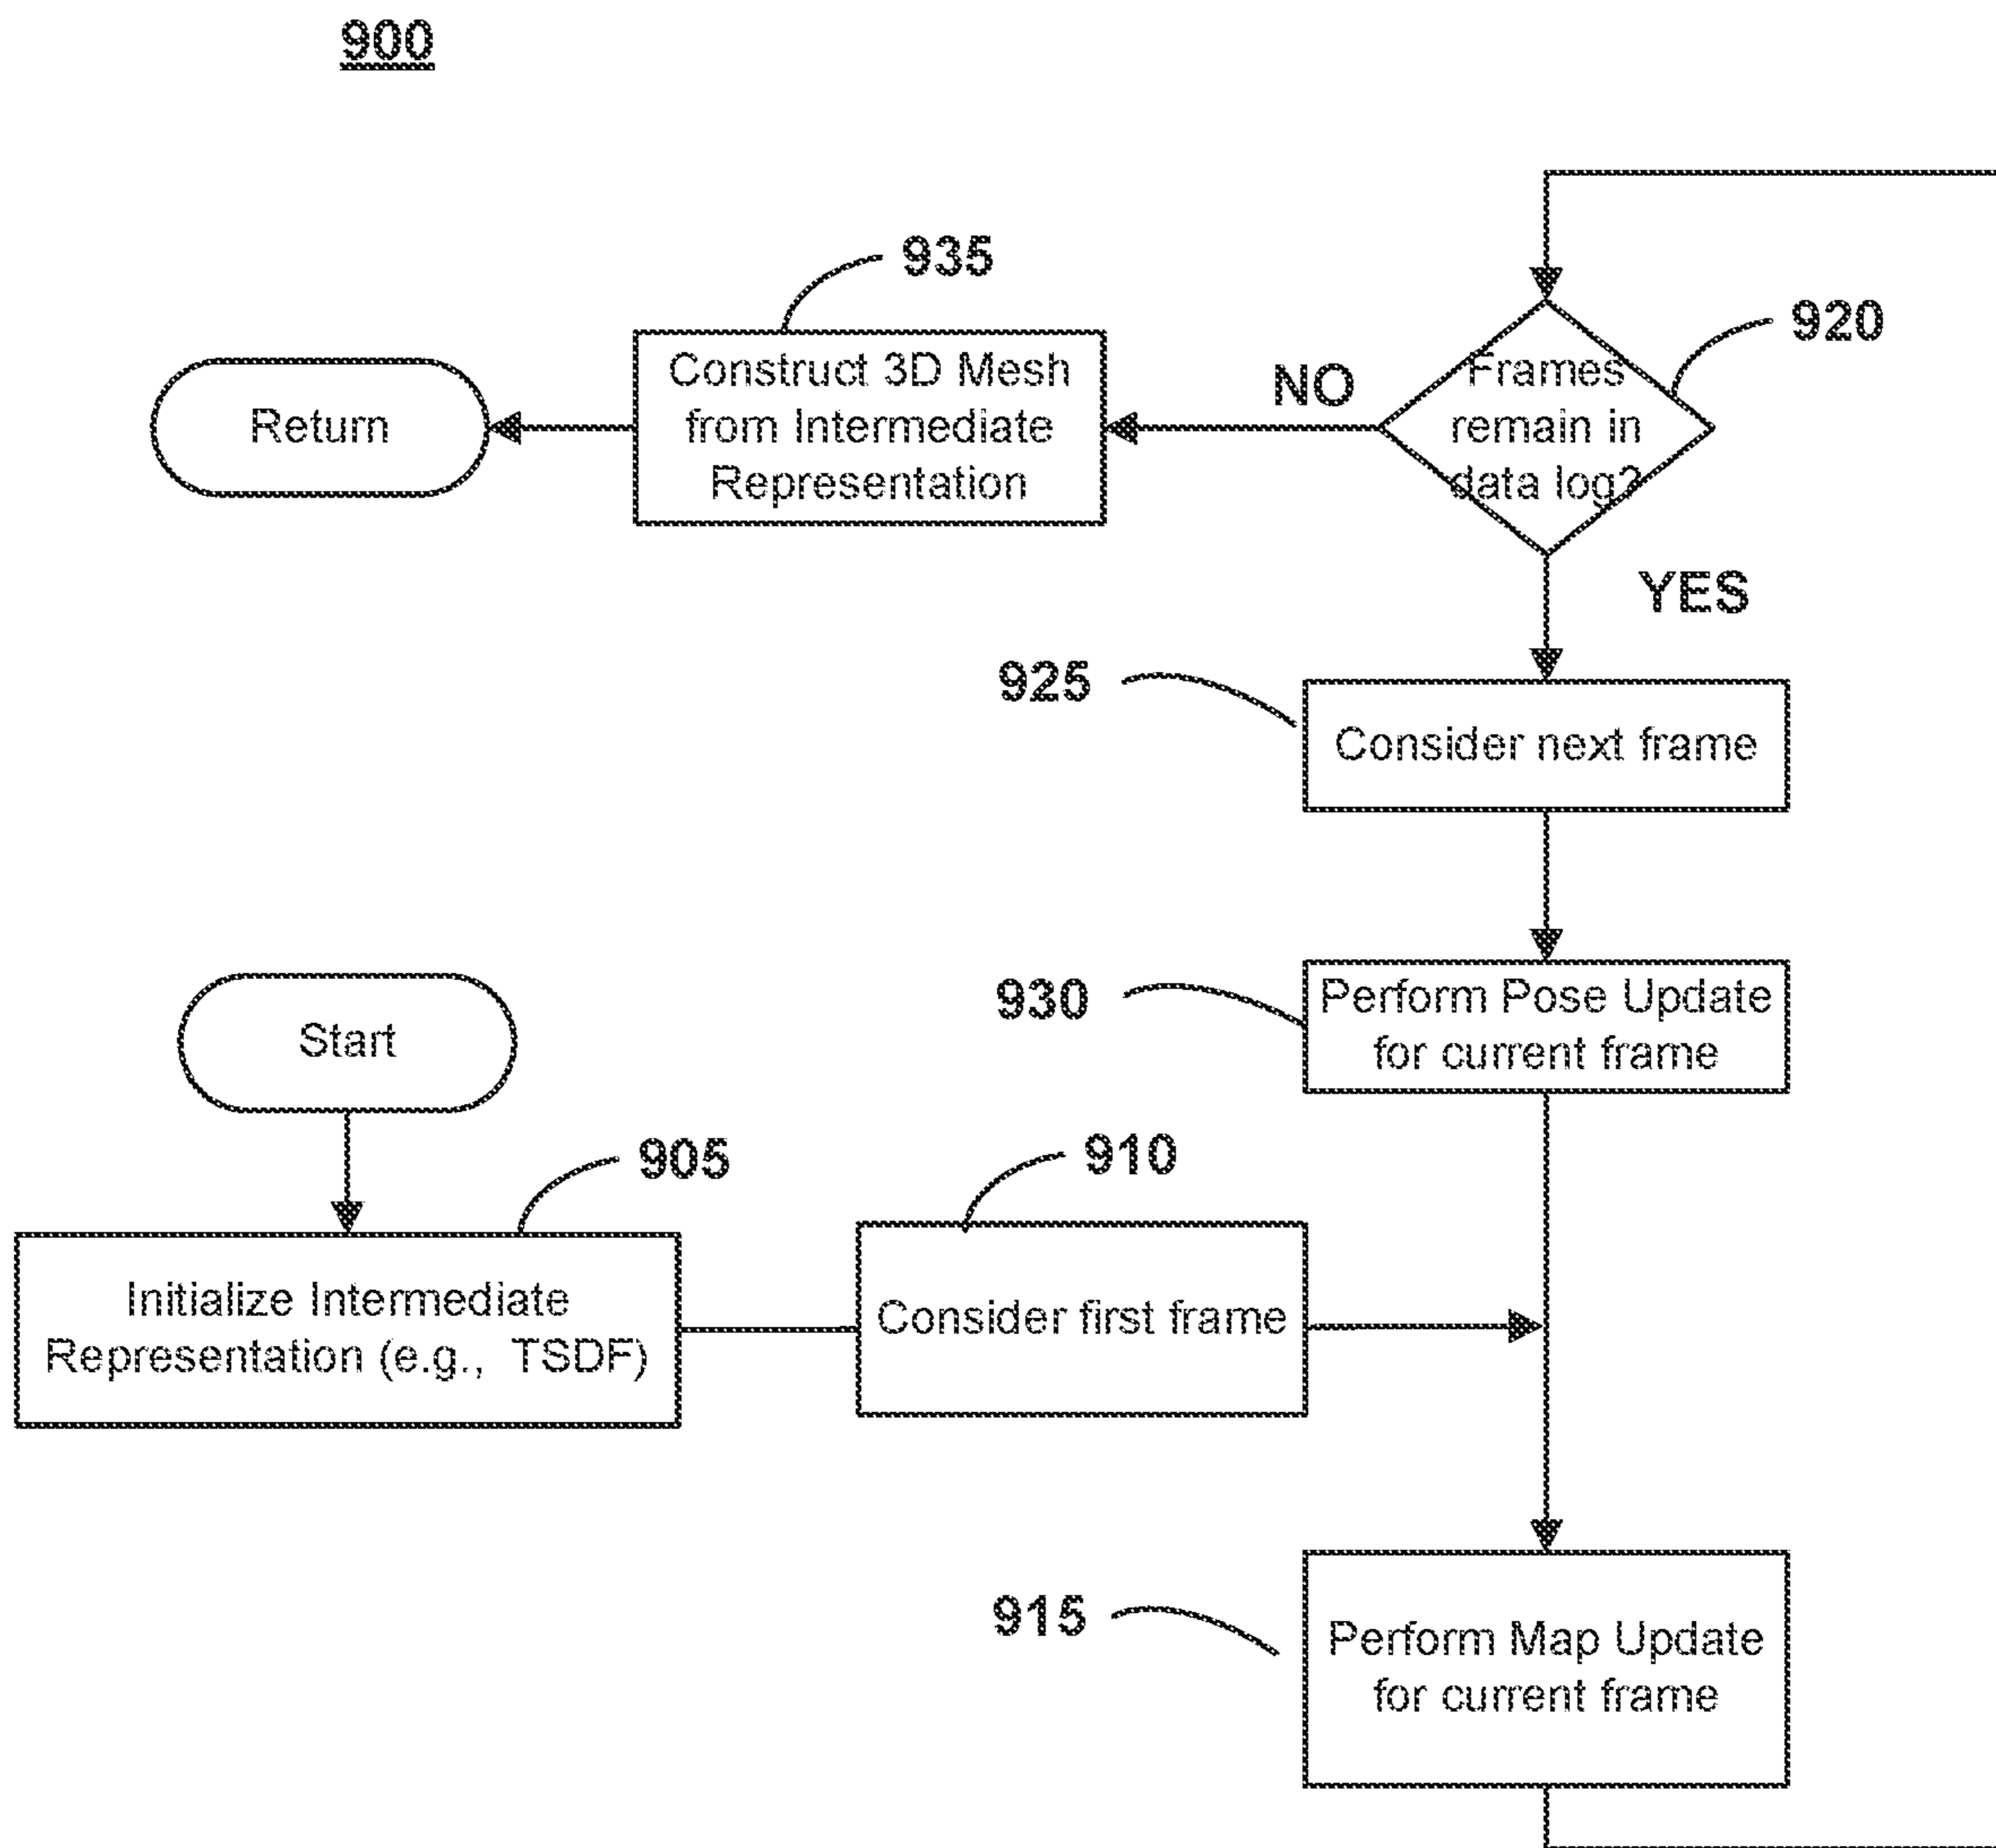 900
935
920
Construct 3D Mesh
from Intermediate
Representation
Return
NO
Frames
remain in
data log?
YES
925
Consider next frame
930
Perform Pose Update
for current frame
Start
905
910
Initialize Intermediate
Representation (e.g., TSDF)
Consider first frame
915
Perform Map Update
for current frame